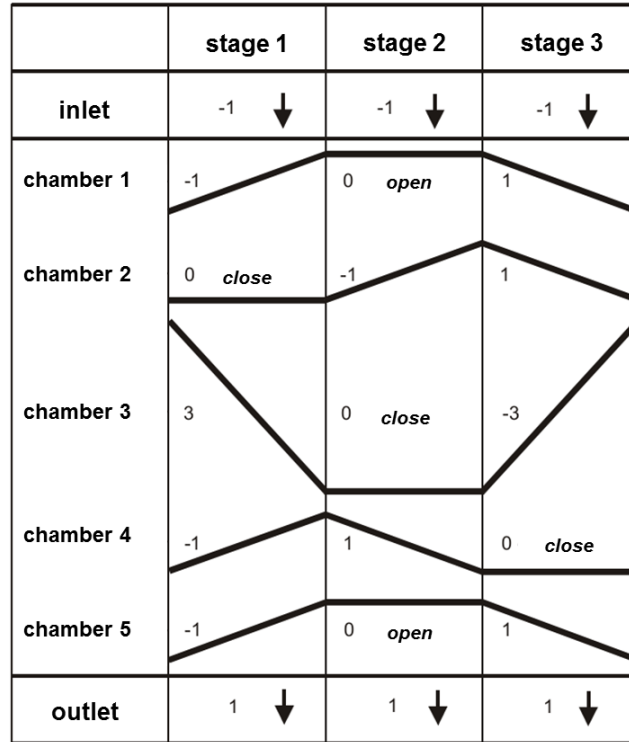 stage 1 stage 2 stage 3
inlet -1 -1 -1
chamber 1 -1 0 open 1
chamber 2 0 close -1 1
chamber 3 3 0 close -3
chamber 4 -1 1 0 close
chamber 5 -1 0 open 1
outlet 1 1 1